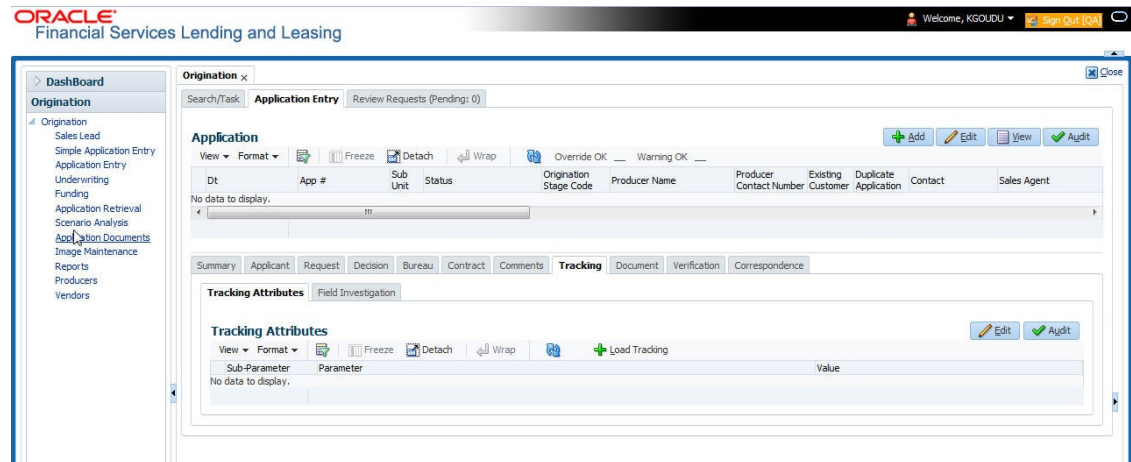 ORACLE
Financial Services Lending and Leasing
Welcome, KGOUDU
Sign Out [QA]
Close
DashBoard
Origination
Origination
Sales Lead
Simple Application Entry
Application Entry
Underwriting
Funding
Application Retrieval
Scenario Analysis
Application Documents
Image Maintenance
Reports
Producers
Vendors
Origination
Search/Task Application Entry Review Requests (Pending: 0)
Application
Add Edit View Audit
View Format Freeze Detach Wrap Override OK Warning OK
Dt App # Sub Unit Status Origination Stage Code Producer Name Producer Contact Number Existing Customer Duplicate Application Contact Sales Agent
No data to display.
Summary Applicant Request Decision Bureau Contract Comments Tracking Document Verification Correspondence
Tracking Attributes Field Investigation
Tracking Attributes
Edit Audit
View Format Freeze Detach Wrap Load Tracking
Sub-Parameter Parameter Value
No data to display.